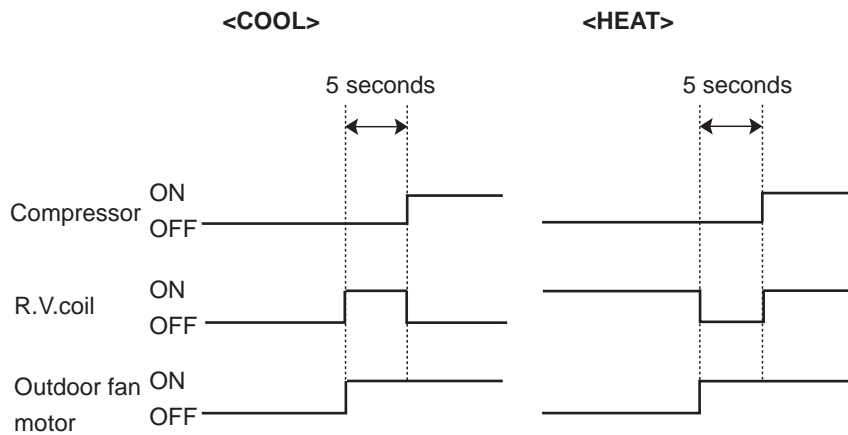 <COOL> <HEAT>
5 seconds 5 seconds
Compressor ON
OFF
R.V.coil ON
OFF
Outdoor fan ON
motor OFF